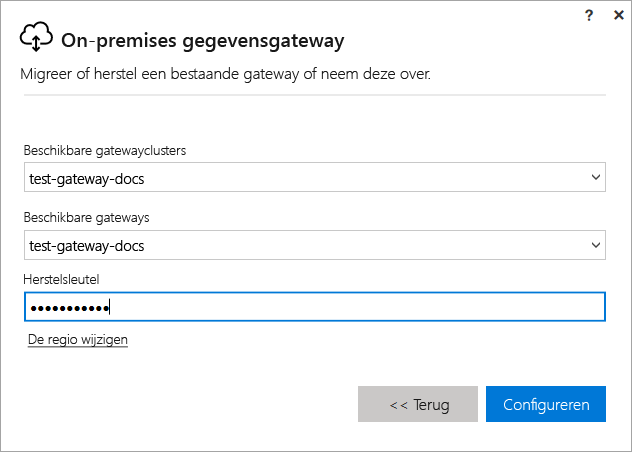 ? ×
On-premises gegevensgateway
Migreer of herstel een bestaande gateway of neem deze over.
Beschikbare gatewayclusters
test-gateway-docs
Beschikbare gateways
test-gateway-docs
Herstelsleutel
•••••••••••
De regio wijzigen
<< Terug
Configureren